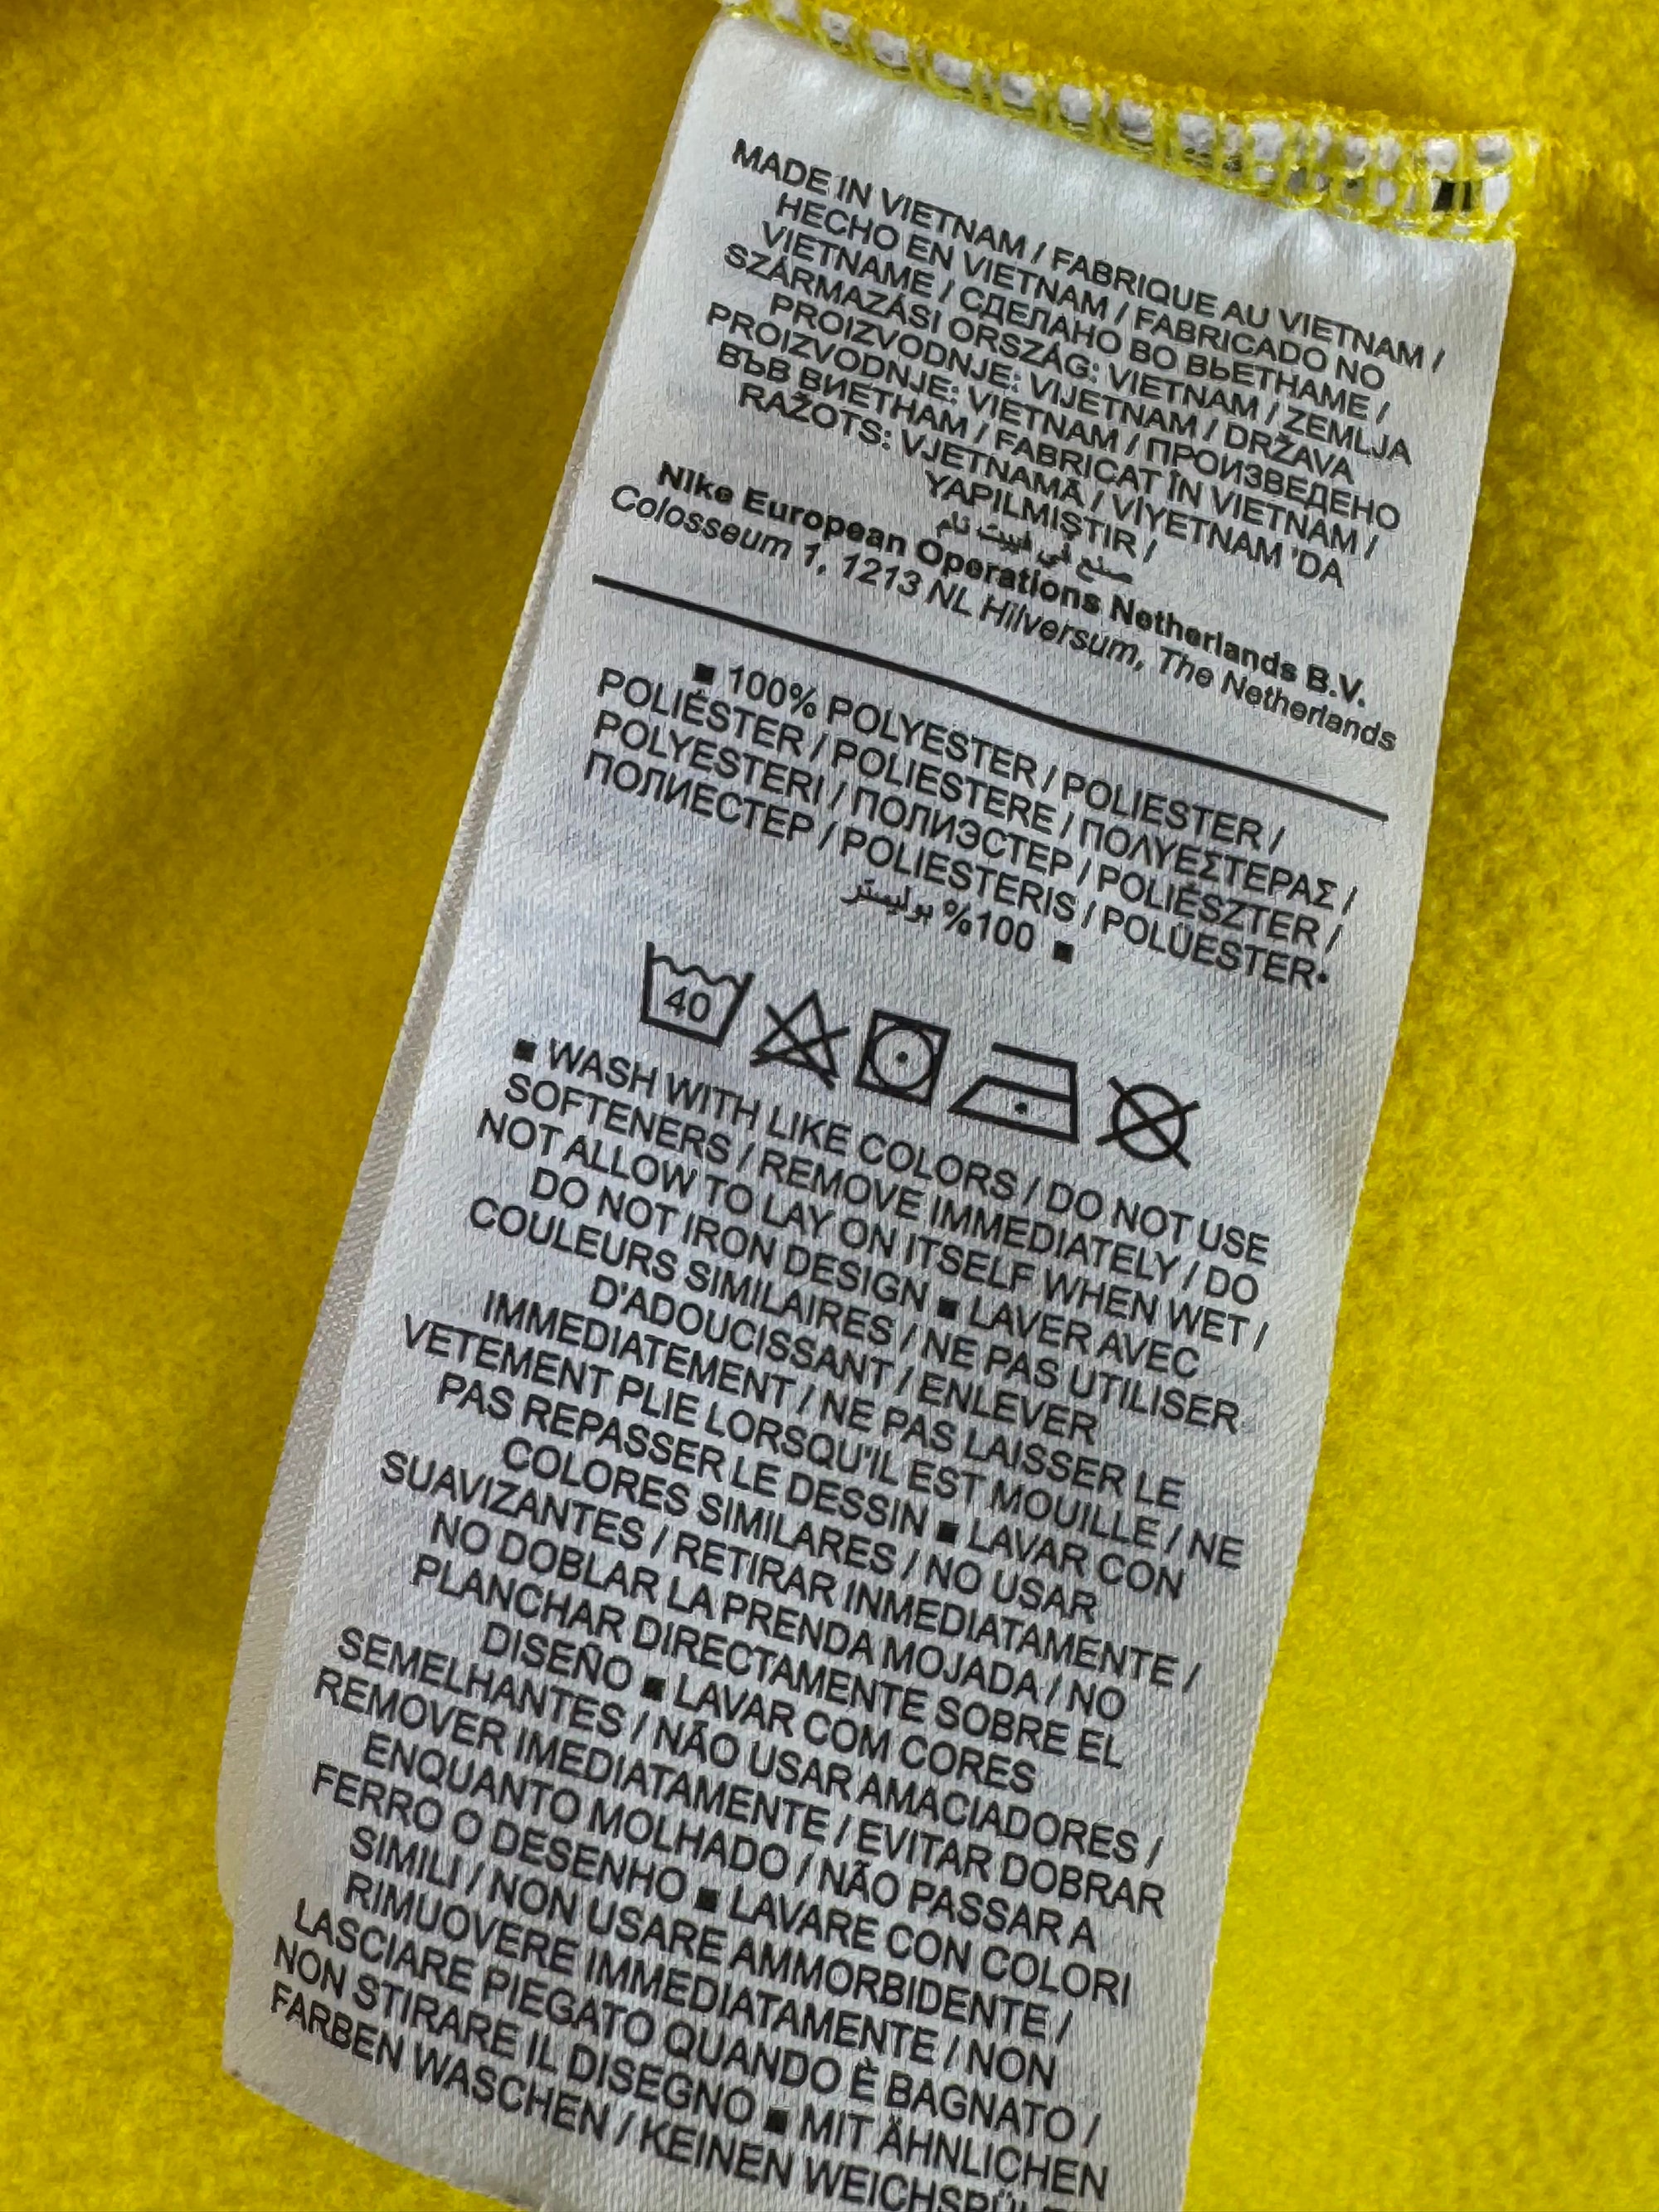 MADE IN VIETNAM / FABRIQUE AU VIETNAM /
HECHO EN VIETNAM / FABRICADO NO
VIETNAME / СДЕЛАНО ВО ВЬЕТНАМЕ /
SZÁRMAZÁSI ORSZÁG: VIETNAM / ZEMLJA
PROIZVODNJE: VIJETNAM / DRŽAVA
PROIZVODNJE: VIETNAM / ПРОИЗВЕДЕНО
ВЪВ ВИЕТНАМ / FABRICAT ÎN VIETNAM /
RAŽOTS: VJETNAMĀ / VİYETNAM 'DA
YAPILMIŞTIR /
صنع في فييت نام
Nike European Operations Netherlands B.V.
Colosseum 1, 1213 NL Hilversum, The Netherlands
■ 100% POLYESTER / POLIESTER /
POLIÉSTER / POLIESTERE / ΠΟΛΥΕΣΤΕΡΑΣ /
POLYESTERI / ПОЛИЭСТЕР / POLIÉSZTER /
ПОЛИЕСТЕР / POLIESTERIS / POLÜESTER•
■ 100% بوليستر
40
■ WASH WITH LIKE COLORS / DO NOT USE
SOFTENERS / REMOVE IMMEDIATELY / DO
NOT ALLOW TO LAY ON ITSELF WHEN WET /
DO NOT IRON DESIGN ■ LAVER AVEC
COULEURS SIMILAIRES / NE PAS UTILISER
D'ADOUCISSANT / ENLEVER
IMMEDIATEMENT / NE PAS LAISSER LE
VETEMENT PLIE LORSQU'IL EST MOUILLE / NE
PAS REPASSER LE DESSIN ■ LAVAR CON
COLORES SIMILARES / NO USAR
SUAVIZANTES / RETIRAR INMEDIATAMENTE /
NO DOBLAR LA PRENDA MOJADA / NO
PLANCHAR DIRECTAMENTE SOBRE EL
DISEÑO ■ LAVAR COM CORES
SEMELHANTES / NÃO USAR AMACIADORES /
REMOVER IMEDIATAMENTE / EVITAR DOBRAR
ENQUANTO MOLHADO / NÃO PASSAR A
FERRO O DESENHO ■ LAVARE CON COLORI
SIMILI / NON USARE AMMORBIDENTE /
RIMUOVERE IMMEDIATAMENTE / NON
LASCIARE PIEGATO QUANDO È BAGNATO /
NON STIRARE IL DISEGNO ■ MIT ÄHNLICHEN
FARBEN WASCHEN / KEINEN